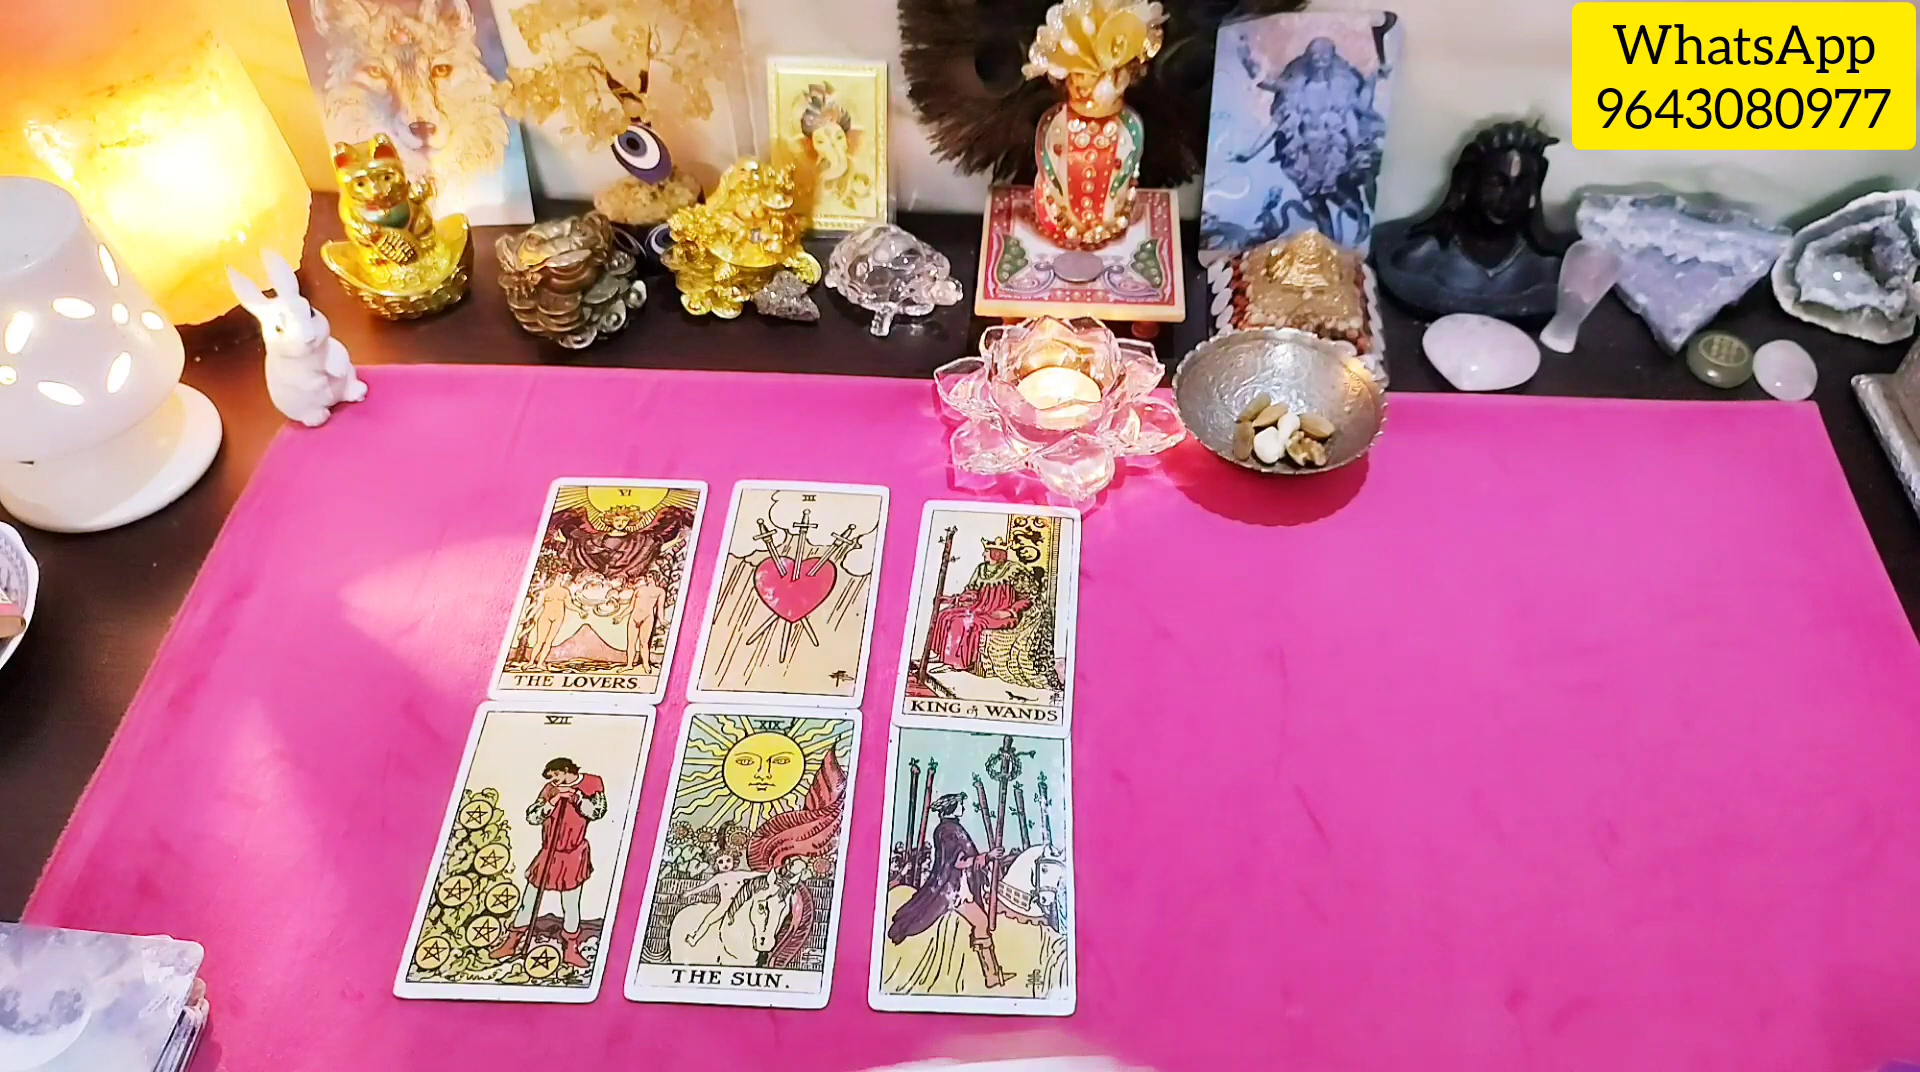 WhatsApp
9643080977
VI
III
THE LOVERS.
KING of WANDS
VII
XIX
THE SUN.